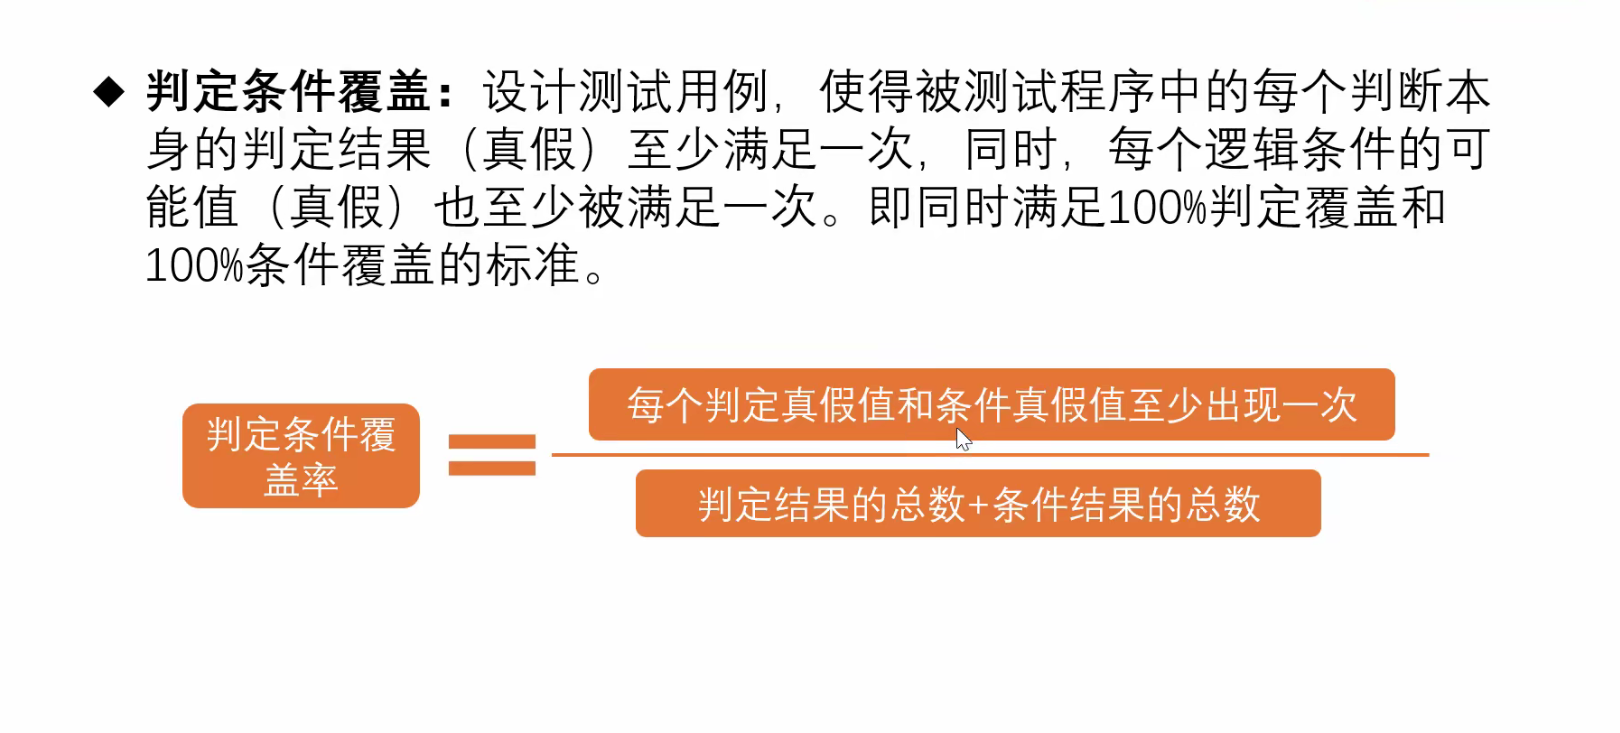 ◆ 判定条件覆盖：设计测试用例，使得被测试程序中的每个判断本
身的判定结果（真假）至少满足一次，同时，每个逻辑条件的可
能值（真假）也至少被满足一次。即同时满足100%判定覆盖和
100%条件覆盖的标准。
每个判定真假值和条件真假值至少出现一次
判定条件覆
盖率
=
判定结果的总数+条件结果的总数